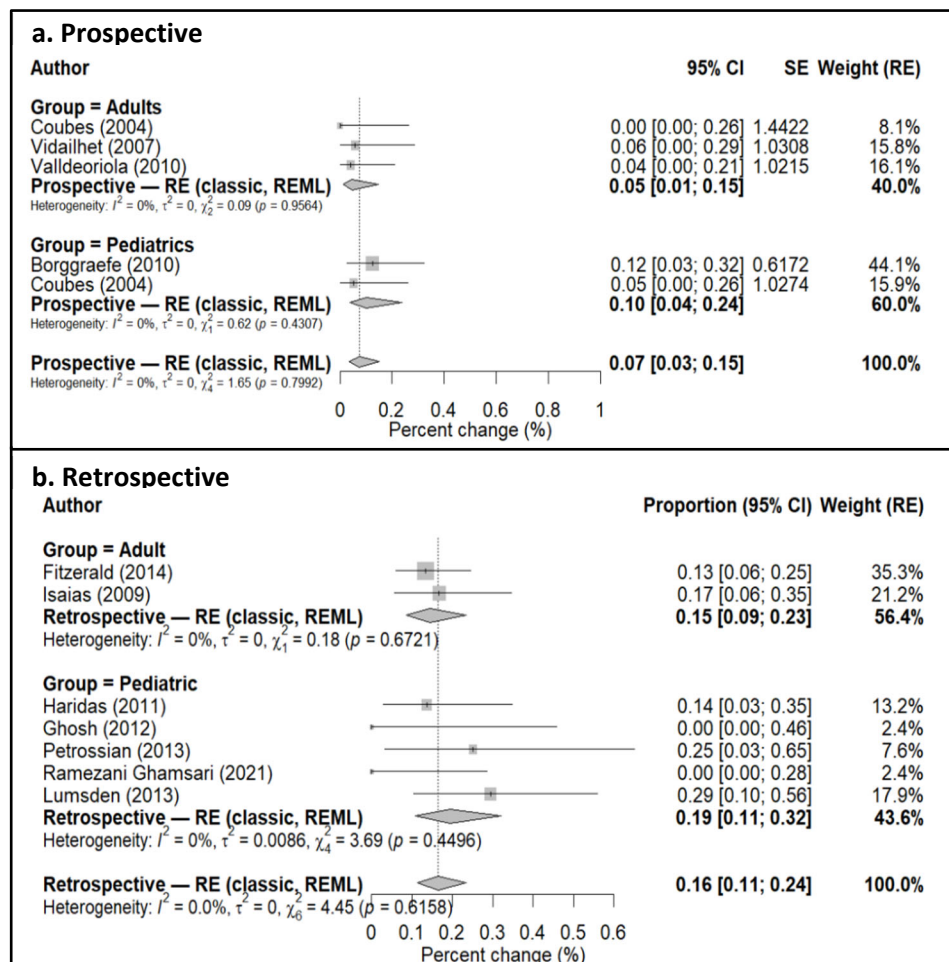 a. Prospective
Author 95% CI SE Weight (RE)
Group = Adults
Coubes (2004) 0.00 [0.00; 0.26] 1.4422 8.1%
Vidailhet (2007) 0.06 [0.00; 0.29] 1.0308 15.8%
Valldeoriola (2010) 0.04 [0.00; 0.21] 1.0215 16.1%
Prospective — RE (classic, REML) 0.05 [0.01; 0.15] 40.0%
Heterogeneity: I² = 0%, τ² = 0, χ²₂ = 0.09 (p = 0.9564)
Group = Pediatrics
Borggraefe (2010) 0.12 [0.03; 0.32] 0.6172 44.1%
Coubes (2004) 0.05 [0.00; 0.26] 1.0274 15.9%
Prospective — RE (classic, REML) 0.10 [0.04; 0.24] 60.0%
Heterogeneity: I² = 0%, τ² = 0, χ²₁ = 0.62 (p = 0.4307)
Prospective — RE (classic, REML) 0.07 [0.03; 0.15] 100.0%
Heterogeneity: I² = 0%, τ² = 0, χ²₄ = 1.65 (p = 0.7992)
0 0.2 0.4 0.6 0.8 1
Percent change (%)
b. Retrospective
Author Proportion (95% CI) Weight (RE)
Group = Adult
Fitzerald (2014) 0.13 [0.06; 0.25] 35.3%
Isaias (2009) 0.17 [0.06; 0.35] 21.2%
Retrospective — RE (classic, REML) 0.15 [0.09; 0.23] 56.4%
Heterogeneity: I² = 0%, τ² = 0, χ²₁ = 0.18 (p = 0.6721)
Group = Pediatric
Haridas (2011) 0.14 [0.03; 0.35] 13.2%
Ghosh (2012) 0.00 [0.00; 0.46] 2.4%
Petrossian (2013) 0.25 [0.03; 0.65] 7.6%
Ramezani Ghamsari (2021) 0.00 [0.00; 0.28] 2.4%
Lumsden (2013) 0.29 [0.10; 0.56] 17.9%
Retrospective — RE (classic, REML) 0.19 [0.11; 0.32] 43.6%
Heterogeneity: I² = 0%, τ² = 0.0086, χ²₄ = 3.69 (p = 0.4496)
Retrospective — RE (classic, REML) 0.16 [0.11; 0.24] 100.0%
Heterogeneity: I² = 0.0%, τ² = 0, χ²₆ = 4.45 (p = 0.6158)
0 0.1 0.2 0.3 0.4 0.5 0.6
Percent change (%)